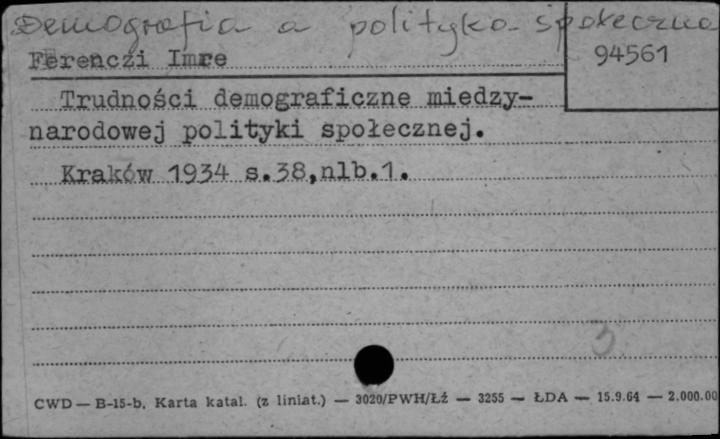 Demografia a polityka społeczna
Ferenczi Imre
94561
Trudności demograficzne miedzy-
narodowej polityki społecznej.
Kraków 1934 s.38,nlb.1.
3
CWD — B-15-b, Karta katal. (z liniat.) — 3020/PWH/Łź — 3255 — ŁDA — 15.9.64 — 2.000.00